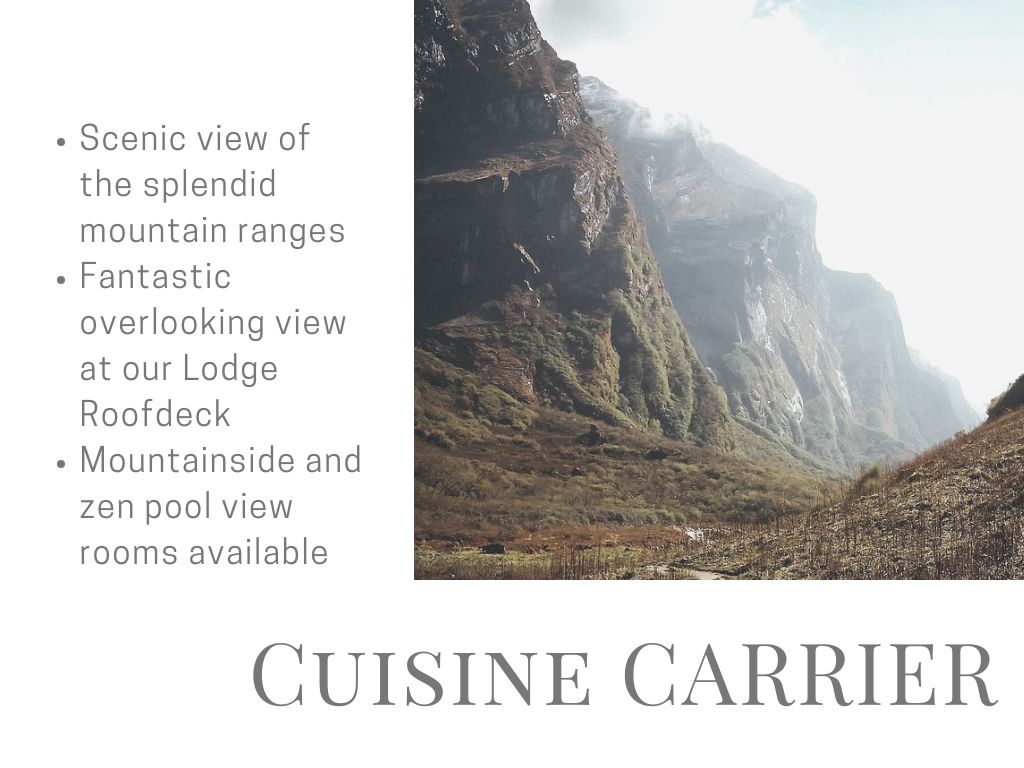 • Scenic view of
the splendid
mountain ranges
• Fantastic
overlooking view
at our Lodge
Roofdeck
• Mountainside and
zen pool view
rooms available
Cuisine CARRIER